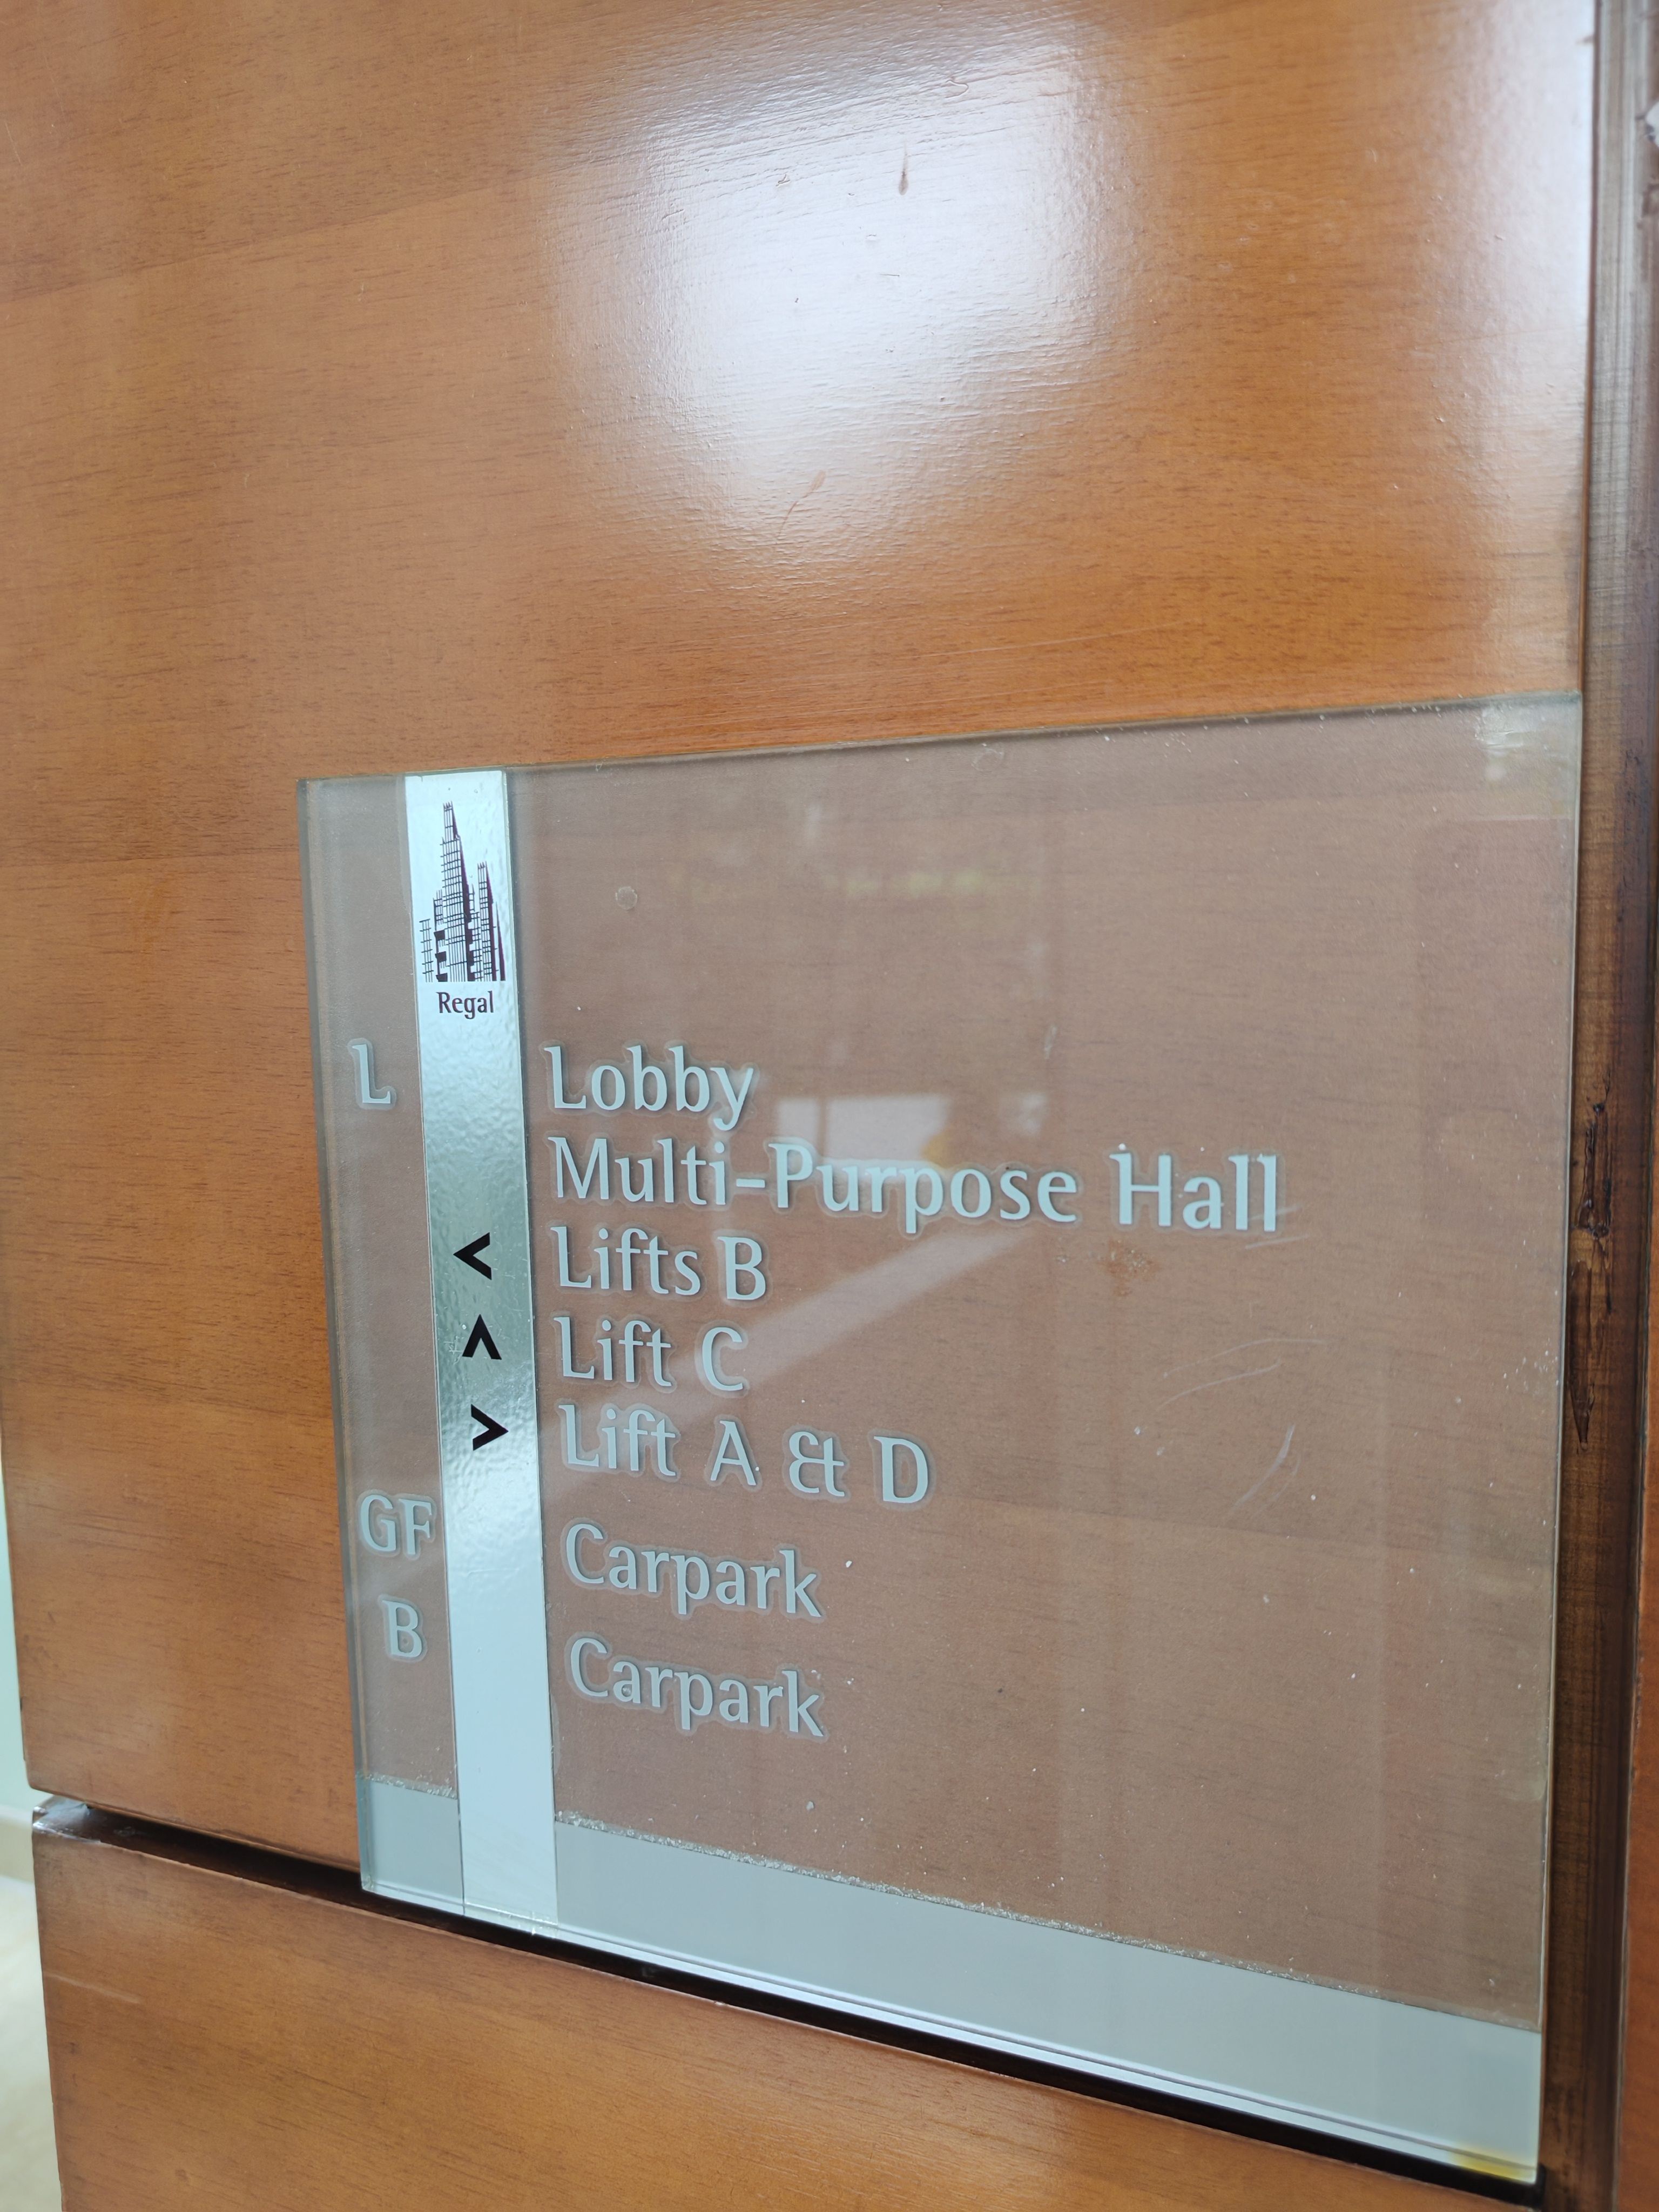 Regal
L Lobby
Multi-Purpose Hall
< Lifts B
^ Lift C
> Lift A & D
GF Carpark
B Carpark